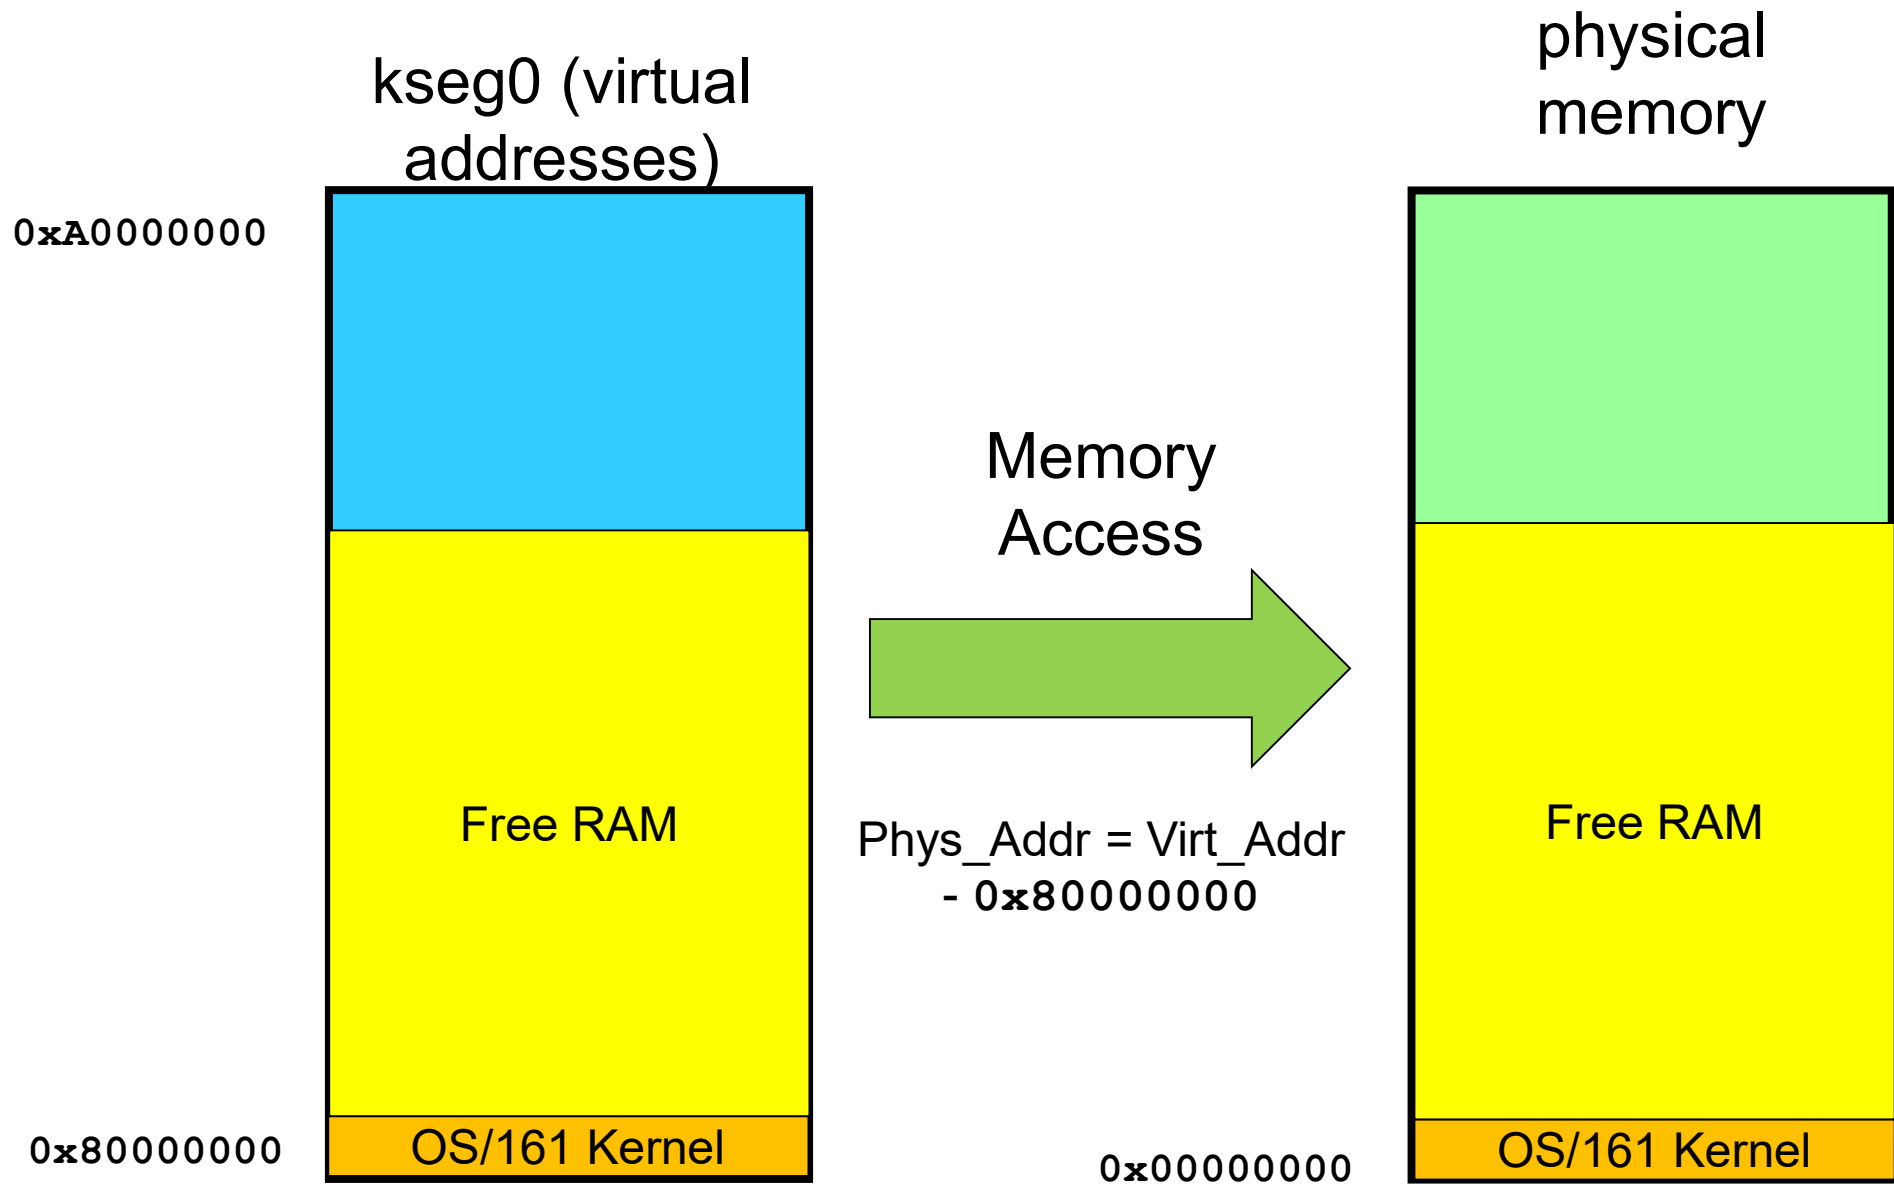 kseg0 (virtual
addresses)
physical
memory
0xA0000000
Memory
Access
Free RAM
Free RAM
Phys_Addr = Virt_Addr
- 0x80000000
0x80000000
OS/161 Kernel
0x00000000
OS/161 Kernel